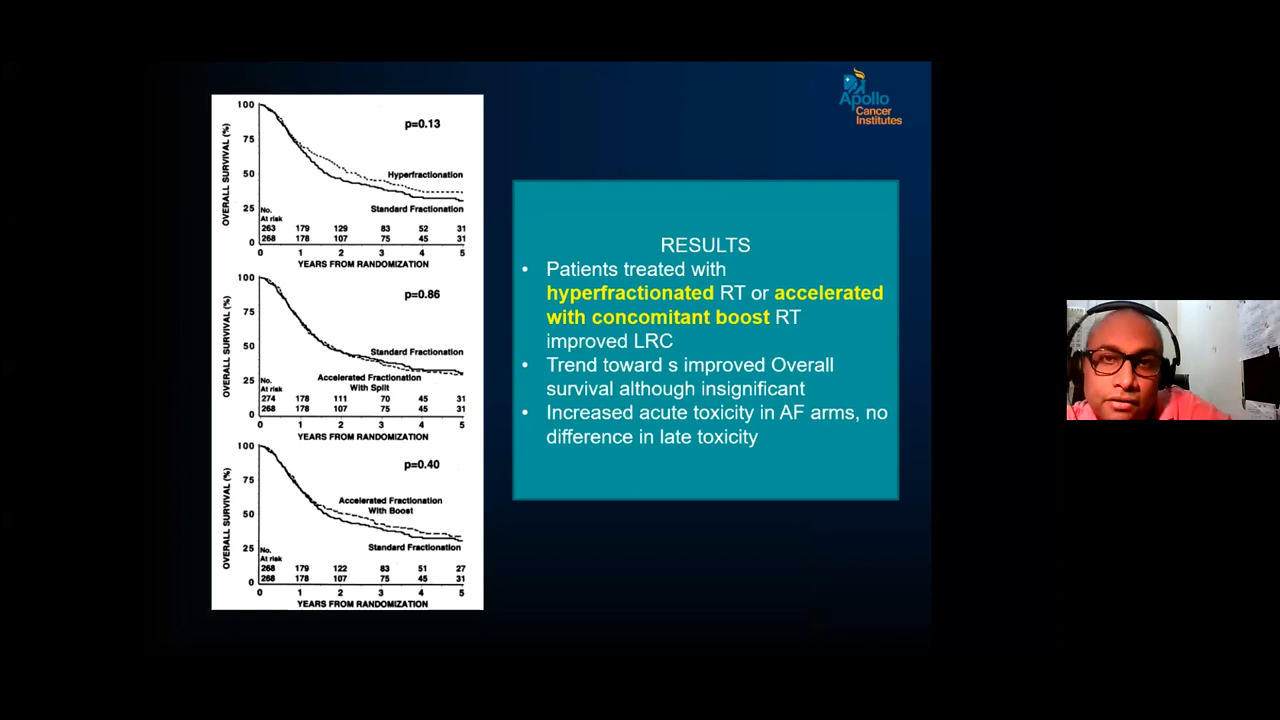 Apollo
Cancer
Institutes
100
75
50
25
0
OVERALL SURVIVAL (%)
p=0.13
Hyperfractionation
Standard Fractionation
No.
At risk
263 179 129 83 52 31
268 178 107 75 45 31
0 1 2 3 4 5
YEARS FROM RANDOMIZATION
100
75
50
25
0
OVERALL SURVIVAL (%)
p=0.86
Standard Fractionation
Accelerated Fractionation
With Split
No.
At risk
274 178 111 70 45 31
268 178 107 75 45 31
0 1 2 3 4 5
YEARS FROM RANDOMIZATION
100
75
50
25
0
OVERALL SURVIVAL (%)
p=0.40
Accelerated Fractionation
With Boost
Standard Fractionation
No.
At risk
268 179 122 83 51 27
268 178 107 75 45 31
0 1 2 3 4 5
YEARS FROM RANDOMIZATION
RESULTS
• Patients treated with
hyperfractionated RT or accelerated
with concomitant boost RT
improved LRC
• Trend toward s improved Overall
survival although insignificant
• Increased acute toxicity in AF arms, no
difference in late toxicity